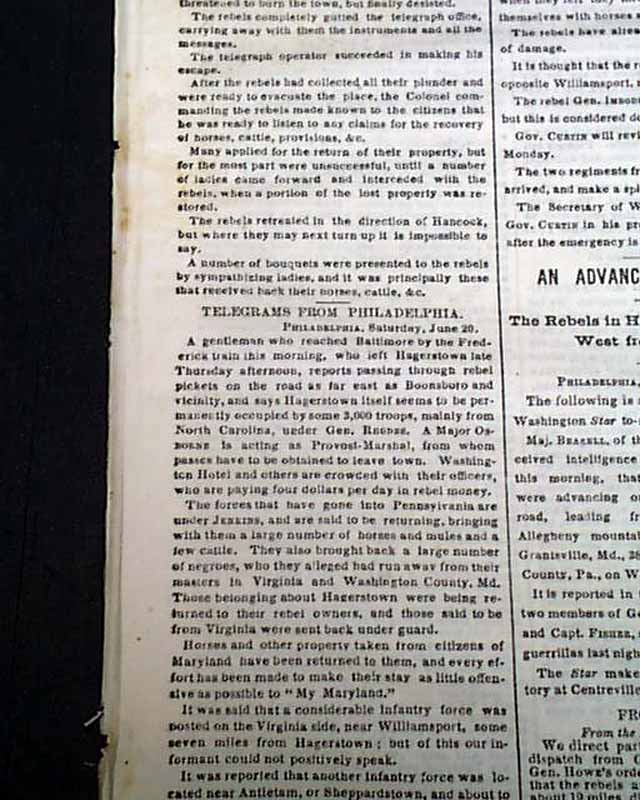 threatened to burn the town, but finally desisted.
The rebels completely gutted the telegraph office,
carrying away with them the instruments and all the
messages.
The telegraph operator succeeded in making his
escape.
After the rebels had collected all their plunder and
were ready to evacuate the place, the Colonel com-
manding the rebels made known to the citizens that
he was ready to listen to any claims for the recovery
of horses, cattle, provisions, &c.
Many applied for the return of their property, but
for the most part were unsuccessful, until a number
of ladies came forward and interceded with the
rebels, when a portion of the lost property was re-
stored.
The rebels retreated in the direction of Hancock,
but where they may next turn up it is impossible to
say.
A number of bouquets were presented to the rebels
by sympathizing ladies, and it was principally these
that received back their horses, cattle, &c.
TELEGRAMS FROM PHILADELPHIA.
PHILADELPHIA, Saturday, June 20.
A gentleman who reached Baltimore by the Fred-
erick train this morning, who left Hagerstown late
Thursday afternoon, reports passing through rebel
pickets on the road as far east as Boonsboro and
vicinity, and says Hagerstown itself seems to be per-
manently occupied by some 3,000 troops, mainly from
North Carolina, under Gen. RHODES. A Major OS-
BORNE is acting as Provost-Marshal, from whom
passes have to be obtained to leave town. Washing-
ton Hotel and others are crowded with their officers,
who are paying four dollars per day in rebel money.
The forces that have gone into Pennsylvania are
under JENKINS, and are said to be returning, bringing
with them a large number of horses and mules and a
few cattle. They also brought back a large number
of negroes, who they alleged had run away from their
masters in Virginia and Washington County, Md.
Those belonging about Hagerstown were being re-
turned to their rebel owners, and those said to be
from Virginia were sent back under guard.
Horses and other property taken from citizens of
Maryland have been returned to them, and every ef-
fort has been made to make their stay as little offen-
sive as possible to "My Maryland."
It was said that a considerable infantry force was
posted on the Virginia side, near Williamsport, some
seven miles from Hagerstown; but of this our in-
formant could not positively speak.
It was reported that another infantry force was lo-
cated near Antietam, or Sheppardstown, and about to
themselves with horses
The rebels have
of damage.
It is thought that the
opposite Williamsport,
The rebel Gen.
but this is considered
Gov. CURTIN will
Monday.
The two regiments
arrived, and make a
The Secretary of
Gov. CURTIN in his
after the emergency is
AN ADVANC
The Rebels in H
West
PHILADELPHIA,
The following is
Washington Star
Maj. of
ceived intelligence
this morning,
were advancing
road, leading
Allegheny
Grantsville, Md.,
County, Pa., on
It is reported in
two members of
and Capt. FISHER,
guerrillas last
The Star make
tory at
From the
We direct
dispatch from
Gen. HOWE'S
that the rebels
about 10 miles